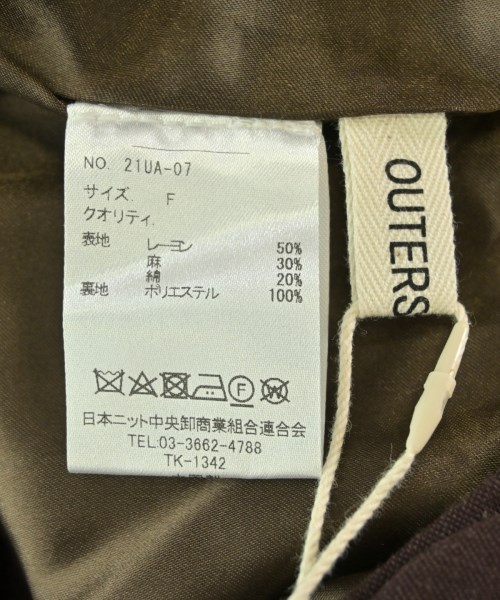 NO. 21UA-07
サイズ. F
クオリティ.
表地 レーヨン 50%
麻 30%
綿 20%
裏地 ポリエステル 100%
日本ニット中央卸商業組合連合会
TEL:03-3662-4788
TK-1342
OUTERS